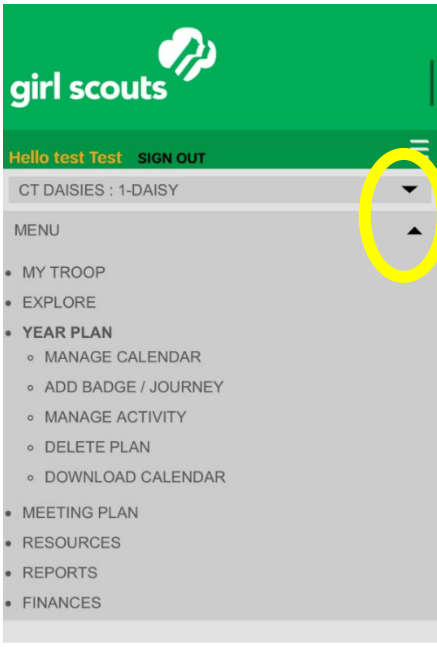 girl scouts
Hello test Test SIGN OUT
CT DAISIES : 1-DAISY
MENU
MY TROOP
EXPLORE
YEAR PLAN
MANAGE CALENDAR
ADD BADGE / JOURNEY
MANAGE ACTIVITY
DELETE PLAN
DOWNLOAD CALENDAR
MEETING PLAN
RESOURCES
REPORTS
FINANCES